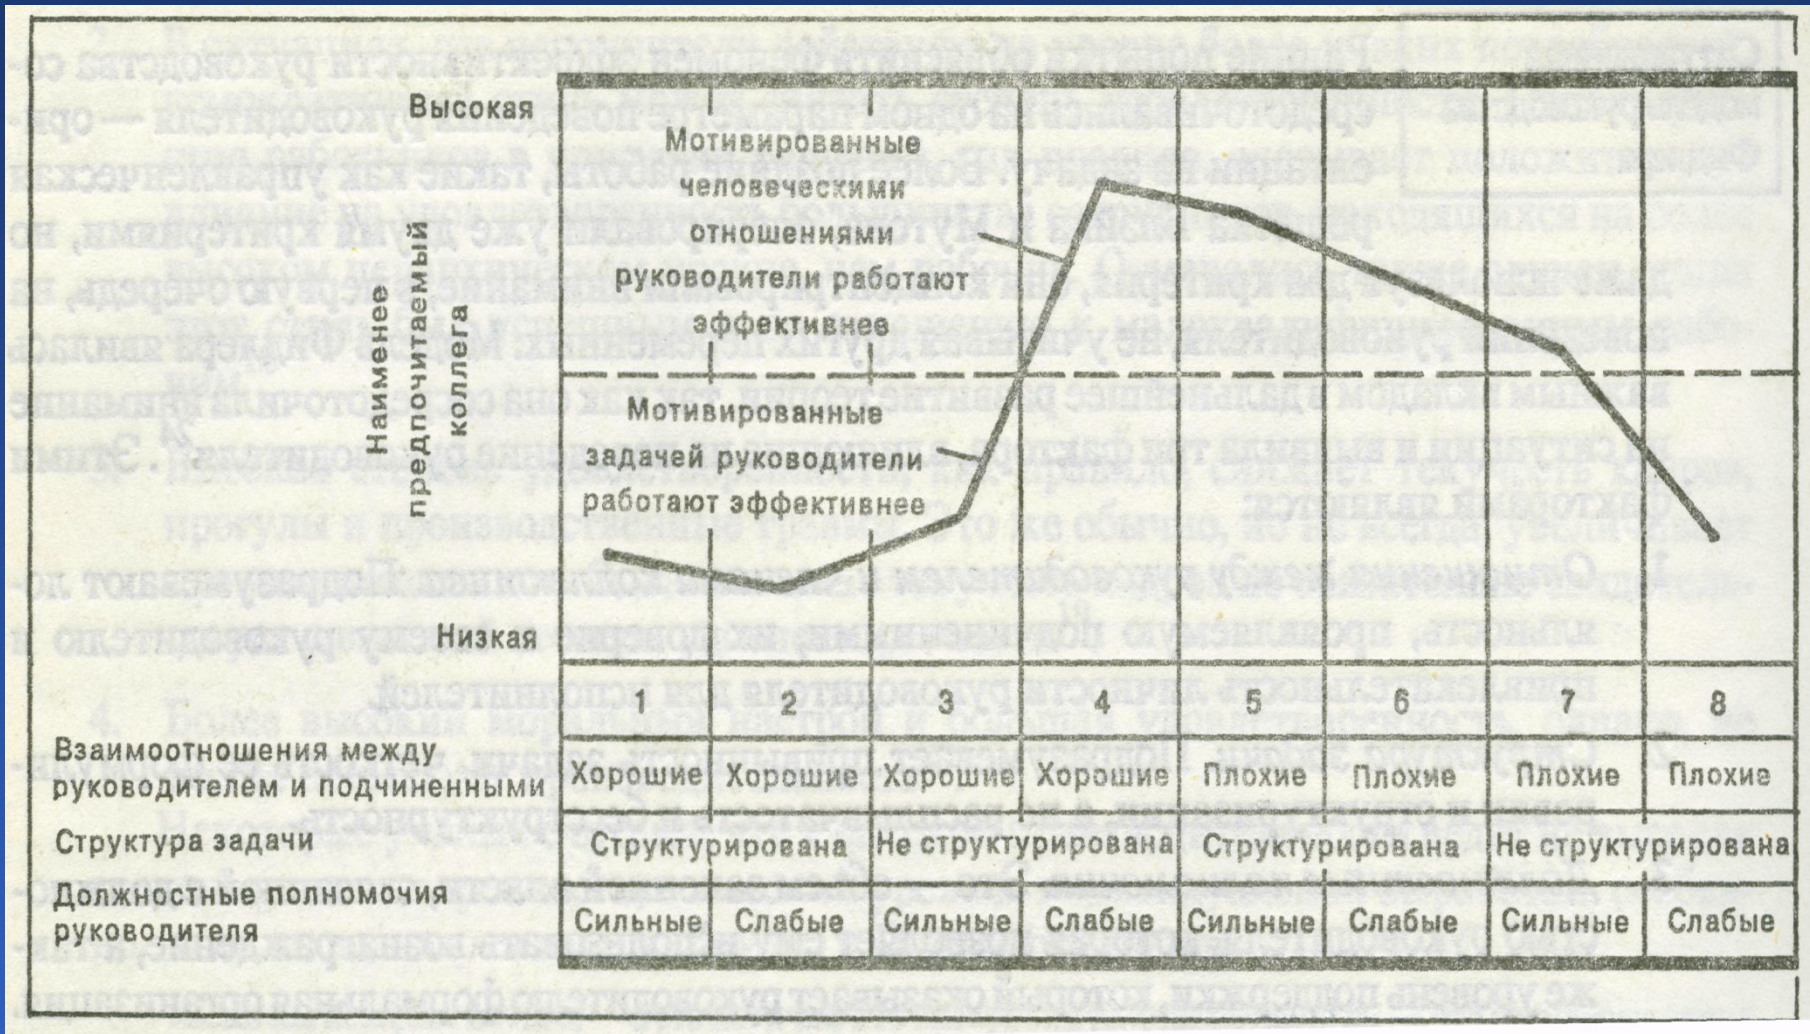 Высокая
Мотивированные
человеческими
отношениями
руководители работают
эффективнее
Наименее
предпочитаемый
коллега
Мотивированные
задачей руководители
работают эффективнее
Низкая
1 2 3 4 5 6 7 8
Взаимоотношения между
руководителем и подчиненными
Хорошие Хорошие Хорошие Хорошие Плохие Плохие Плохие Плохие
Структура задачи
Структурирована Не структурирована Структурирована Не структурирована
Должностные полномочия
руководителя
Сильные Слабые Сильные Слабые Сильные Слабые Сильные Слабые